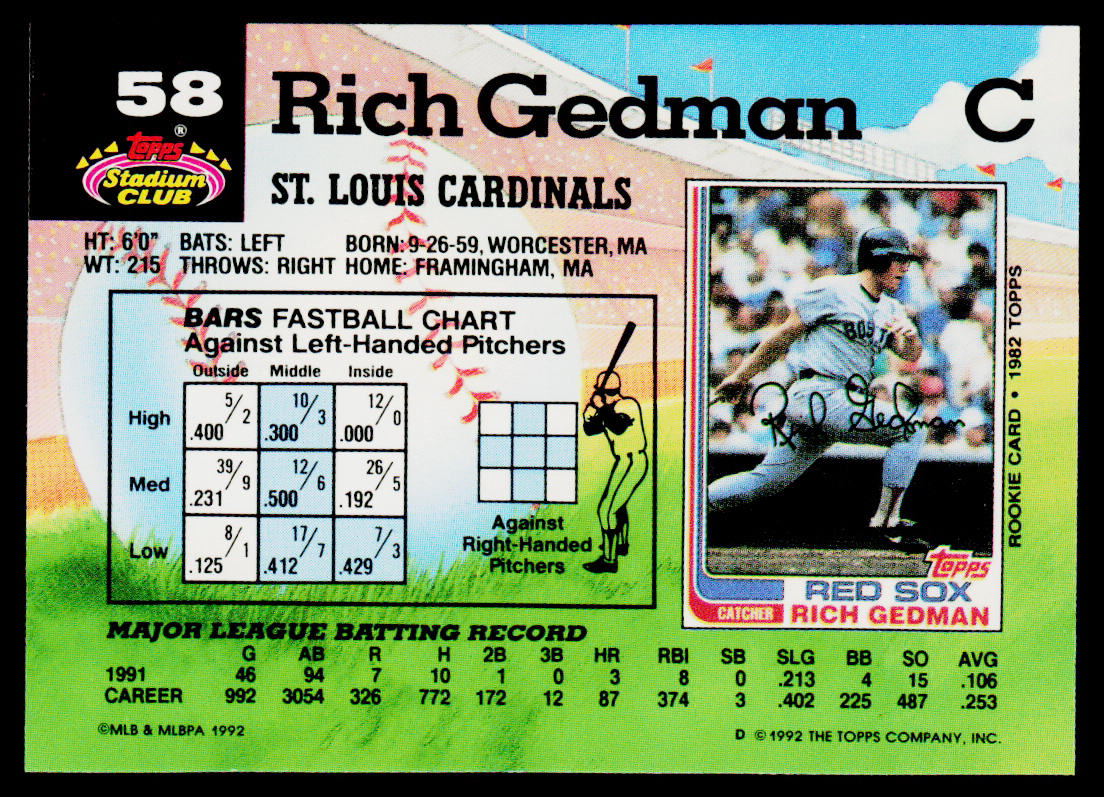 58
Rich Gedman C
Topps ®
Stadium
CLUB
ST. LOUIS CARDINALS
HT: 6'0" BATS: LEFT BORN: 9-26-59, WORCESTER, MA
WT: 215 THROWS: RIGHT HOME: FRAMINGHAM, MA
BARS FASTBALL CHART
Against Left-Handed Pitchers
Outside Middle Inside
High 5/2 .400 10/3 .300 12/0 .000
Med 39/9 .231 12/6 .500 26/5 .192
Low 8/1 .125 17/7 .412 7/3 .429
Against
Right-Handed
Pitchers
BOSTON
Rich Gedman
Topps
RED SOX
CATCHER RICH GEDMAN
ROOKIE CARD • 1982 TOPPS
MAJOR LEAGUE BATTING RECORD
G AB R H 2B 3B HR RBI SB SLG BB SO AVG
1991 46 94 7 10 1 0 3 8 0 .213 4 15 .106
CAREER 992 3054 326 772 172 12 87 374 3 .402 225 487 .253
©MLB & MLBPA 1992 D © 1992 THE TOPPS COMPANY, INC.